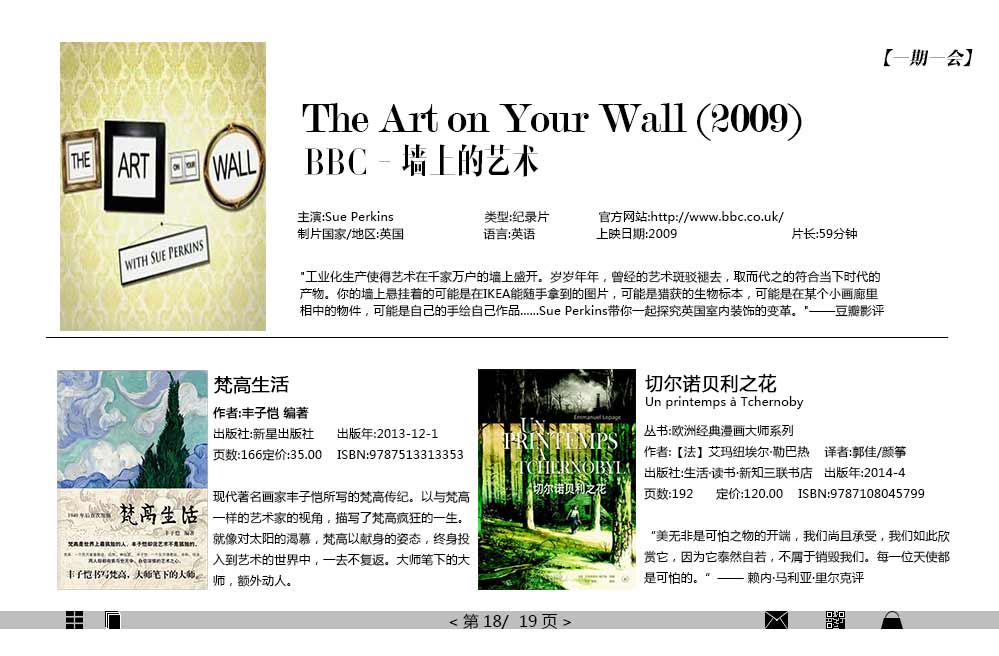 【一期一会】
THE
ART
ON
YOUR
WALL
WITH SUE PERKINS
The Art on Your Wall (2009)
BBC - 墙上的艺术
主演:Sue Perkins 类型:纪录片 官方网站:http://www.bbc.co.uk/
制片国家/地区:英国 语言:英语 上映日期:2009 片长:59分钟
"工业化生产使得艺术在千家万户的墙上盛开。岁岁年年，曾经的艺术斑驳褪去，取而代之的符合当下时代的
产物。你的墙上悬挂着的可能是在IKEA能随手拿到的图片，可能是猎获的生物标本，可能是在某个小画廊里
相中的物件，可能是自己的手绘自己作品......Sue Perkins带你一起探究英国室内装饰的变革。"——豆瓣影评
梵高生活
丰子恺 编著
丰子恺书写梵高，大师笔下的大师。
梵高生活
作者:丰子恺 编著
出版社:新星出版社 出版年:2013-12-1
页数:166定价:35.00 ISBN:9787513313353
现代著名画家丰子恺所写的梵高传纪。以与梵高
一样的艺术家的视角，描写了梵高疯狂的一生。
就像对太阳的渴慕，梵高以献身的姿态，终身投
入到艺术的世界中，一去不复返。大师笔下的大
师，额外动人。
Emmanuel Lepage
UN
PRINTEMPS
À
TCHERNOBYL
切尔诺贝利之花
切尔诺贝利之花
Un printemps à Tchernoby
丛书:欧洲经典漫画大师系列
作者:【法】艾玛纽埃尔·勒巴热 译者:郭佳/颜筝
出版社:生活·读书·新知三联书店 出版年:2014-4
页数:192 定价:120.00 ISBN:9787108045799
“美无非是可怕之物的开端，我们尚且承受，我们如此欣
赏它，因为它泰然自若，不屑于销毁我们。每一位天使都
是可怕的。” —— 赖内·马利亚·里尔克评
< 第 18/ 19 页 >